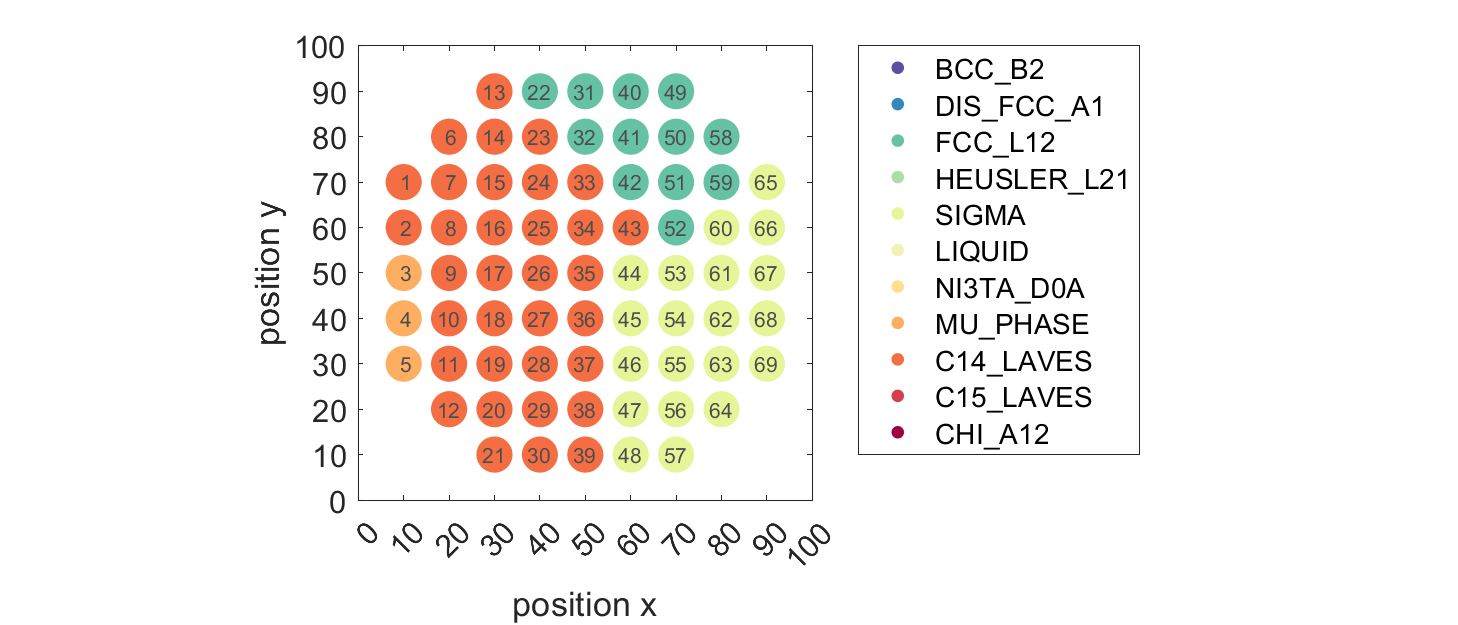 100
90
80
70
60
50
40
30
20
10
0
position y
13 22 31 40 49
6 14 23 32 41 50 58
1 7 15 24 33 42 51 59 65
2 8 16 25 34 43 52 60 66
3 9 17 26 35 44 53 61 67
4 10 18 27 36 45 54 62 68
5 11 19 28 37 46 55 63 69
12 20 29 38 47 56 64
21 30 39 48 57
0 10 20 30 40 50 60 70 80 90 100
position x
BCC_B2
DIS_FCC_A1
FCC_L12
HEUSLER_L21
SIGMA
LIQUID
NI3TA_D0A
MU_PHASE
C14_LAVES
C15_LAVES
CHI_A12